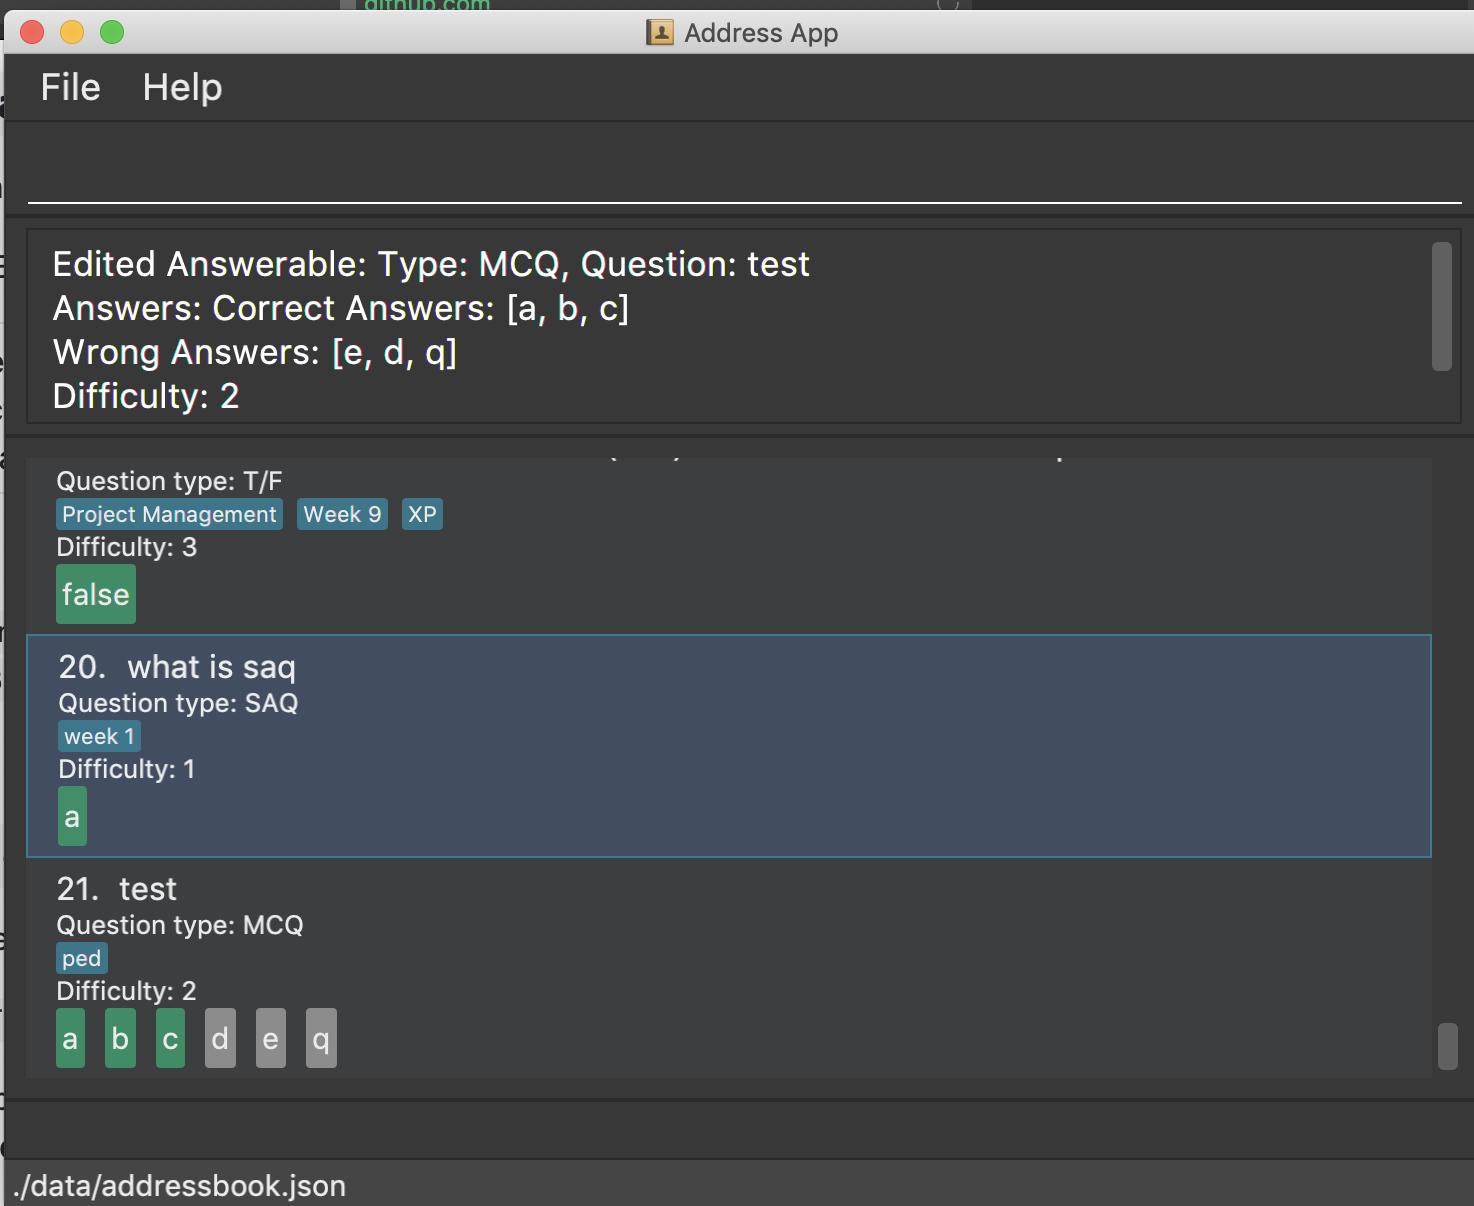 github.com
Address App
File Help
Edited Answerable: Type: MCQ, Question: test
Answers: Correct Answers: [a, b, c]
Wrong Answers: [e, d, q]
Difficulty: 2
Question type: T/F
Project Management Week 9 XP
Difficulty: 3
false
20. what is saq
Question type: SAQ
week 1
Difficulty: 1
a
21. test
Question type: MCQ
ped
Difficulty: 2
a b c d e q
./data/addressbook.json